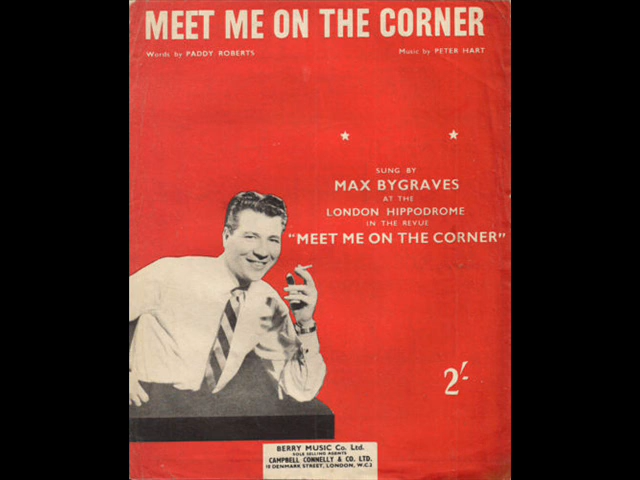 MEET ME ON THE CORNER
Words by PADDY ROBERTS Music by PETER HART
SUNG BY
MAX BYGRAVES
AT THE
LONDON HIPPODROME
IN THE REVUE
"MEET ME ON THE CORNER"
2/-
BERRY MUSIC Co. Ltd.
SOLE SELLING AGENTS
CAMPBELL CONNELLY & CO. LTD.
10 DENMARK STREET, LONDON, W.C.2